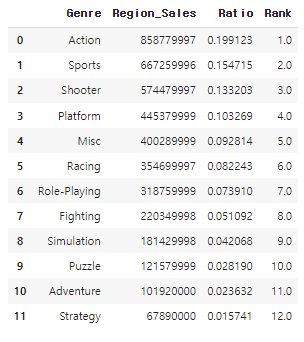 Genre Region_Sales Ratio Rank
0 Action 858779997 0.199123 1.0
1 Sports 667259996 0.154715 2.0
2 Shooter 574479997 0.133203 3.0
3 Platform 445379999 0.103269 4.0
4 Misc 400289999 0.092814 5.0
5 Racing 354699997 0.082243 6.0
6 Role-Playing 318759999 0.073910 7.0
7 Fighting 220349998 0.051092 8.0
8 Simulation 181429998 0.042068 9.0
9 Puzzle 121579999 0.028190 10.0
10 Adventure 101920000 0.023632 11.0
11 Strategy 67890000 0.015741 12.0